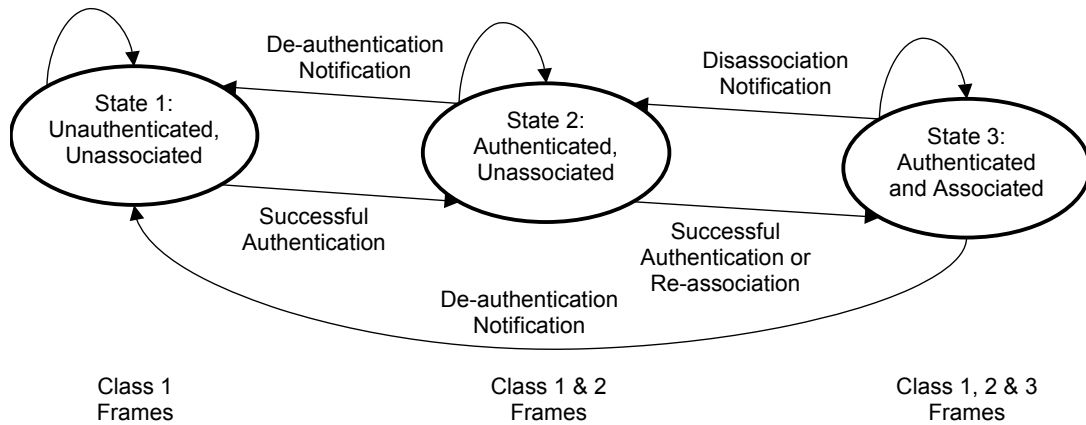 De-authentication
Notification
Disassociation
Notification
State 1:
Unauthenticated,
Unassociated
State 2:
Authenticated,
Unassociated
State 3:
Authenticated
and Associated
Successful
Authentication
Successful
Authentication or
Re-association
De-authentication
Notification
Class 1
Frames
Class 1 & 2
Frames
Class 1, 2 & 3
Frames